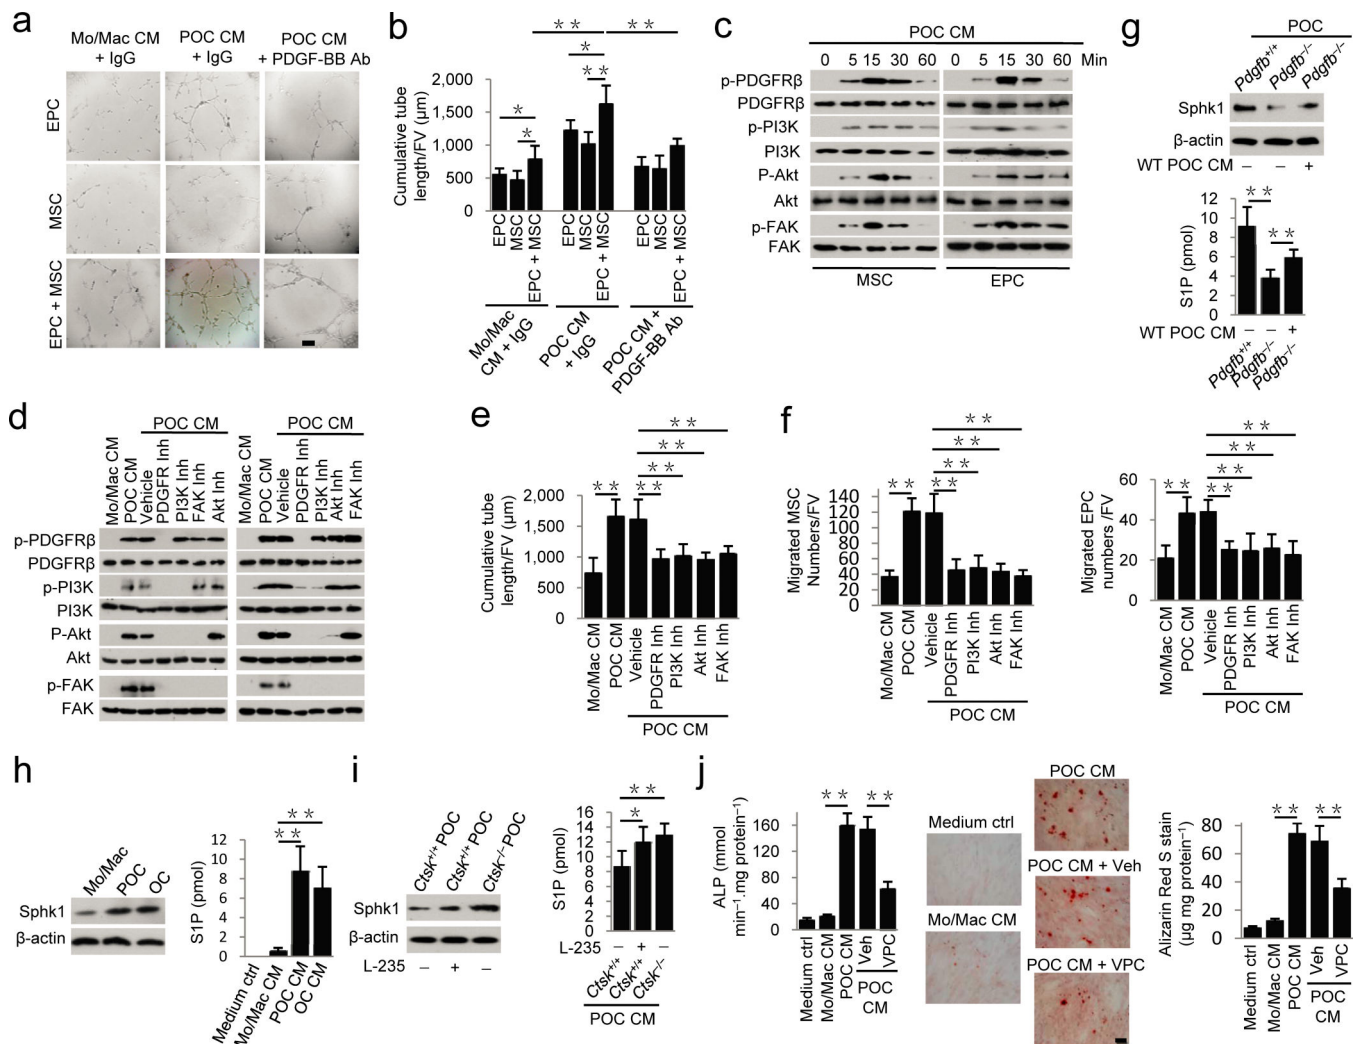 a
Mo/Mac CM + IgG
POC CM + IgG
POC CM + PDGF-BB Ab
EPC
MSC
EPC + MSC
b
Cumulative tube length/FV (µm)
2,000
1,500
1,000
500
0
* *
* *
*
* *
*
*
EPC
MSC
EPC + MSC
EPC
MSC
EPC + MSC
EPC
MSC
EPC + MSC
Mo/Mac CM + IgG
POC CM + IgG
POC CM + PDGF-BB Ab
c
POC CM
0 5 15 30 60 0 5 15 30 60 Min
p-PDGFRβ
PDGFRβ
p-PI3K
PI3K
P-Akt
Akt
p-FAK
FAK
MSC
EPC
g
POC
Pdgfb+/+
Pdgfb−/−
Pdgfb−/−
Sphk1
β-actin
WT POC CM − − +
S1P (pmol)
12
10
8
6
4
2
0
* *
* *
WT POC CM − − +
Pdgfb+/+
Pdgfb−/−
Pdgfb−/−
d
POC CM
POC CM
Mo/Mac CM
POC CM
Vehicle
PDGFR Inh
PI3K Inh
FAK Inh
Akt Inh
Mo/Mac CM
POC CM
Vehicle
PDGFR Inh
PI3K Inh
Akt Inh
FAK Inh
p-PDGFRβ
PDGFRβ
p-PI3K
PI3K
P-Akt
Akt
p-FAK
FAK
e
Cumulative tube length/FV (µm)
2,000
1,500
1,000
500
0
* *
* *
* *
* *
* *
Mo/Mac CM
POC CM
Vehicle
PDGFR Inh
PI3K Inh
Akt Inh
FAK Inh
POC CM
f
Migrated MSC Numbers/FV
140
120
100
80
60
40
20
0
* *
* *
* *
* *
* *
Mo/Mac CM
POC CM
Vehicle
PDGFR Inh
PI3K Inh
Akt Inh
FAK Inh
POC CM
Migrated EPC numbers /FV
60
40
20
0
* *
* *
* *
* *
* *
Mo/Mac CM
POC CM
Vehicle
PDGFR Inh
PI3K Inh
Akt Inh
FAK Inh
POC CM
h
Mo/Mac
POC
OC
Sphk1
β-actin
S1P (pmol)
12
10
8
6
4
2
0
* *
* *
Medium ctrl
Mo/Mac CM
POC CM
OC CM
i
Ctsk+/+ POC
Ctsk+/+ POC
Ctsk−/− POC
Sphk1
β-actin
L-235 − + −
S1P (pmol)
16
14
12
10
8
6
4
2
0
* *
*
L-235 − + −
Ctsk+/+
Ctsk+/+
Ctsk−/−
POC CM
j
ALP (mmol min−1.mg protein−1)
160
120
80
40
0
* *
* *
Medium ctrl
Mo/Mac CM
POC CM
Veh
VPC
POC CM
Medium ctrl
Mo/Mac CM
POC CM
POC CM + Veh
POC CM + VPC
Alizarin Red S stain (µg mg protein−1)
80
60
40
20
0
* *
* *
Medium ctrl
Mo/Mac CM
POC CM
Veh
VPC
POC CM